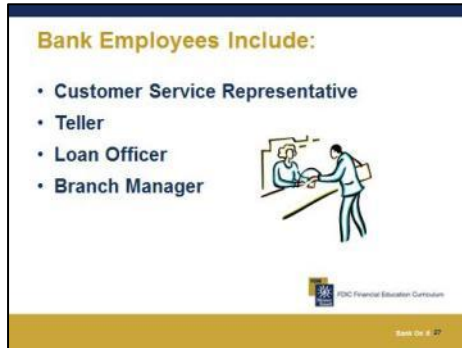 Bank Employees Include:
• Customer Service Representative
• Teller
• Loan Officer
• Branch Manager
FDIC Financial Education Curriculum
Bank On It 27